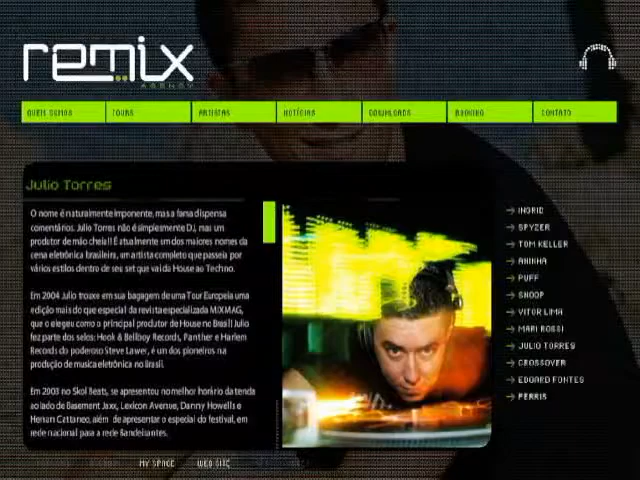 remix
AGENCY
QUEM SOMOS TOURS ARTISTAS NOTÍCIAS DOWNLOADS BOOKING CONTATO
Julio Torres
O nome é naturalmente imponente, mas a fama dispensa
comentários. Julio Torres não é simplesmente DJ, mas um
produtor de mão cheia!! É atualmente um dos maiores nomes da
cena eletrônica brasileira, um artista completo que passeia por
vários estilos dentro de seu set que vai da House ao Techno.
Em 2004 Julio trouxe em sua bagagem de uma Tour Européia uma
edição mais do que especial da revista especializada MIXMAG,
que o elegeu como o principal produtor de House no Brasil! Julio
fez parte dos selos: Hook & Bellboy Records, Panther e Harlem
Records do poderoso Steve Lawer, é um dos pioneiros na
produção de musica eletrônica no Brasil.
Em 2003 no Skol Beats, se apresentou no melhor horário da tenda
ao lado de Basement Jaxx, Lexicon Avenue, Danny Howells e
Hernan Cattaneo, além de apresentar o especial do festival, em
rede nacional para a rede Bandeirantes.
INGRID
SPYZER
TOM KELLER
ANINHA
PUFF
SNOOP
VITOR LIMA
MARI ROSSI
JULIO TORRES
CROSSOVER
EDGARD FONTES
FERRIS
MY SPACE WEB SITE